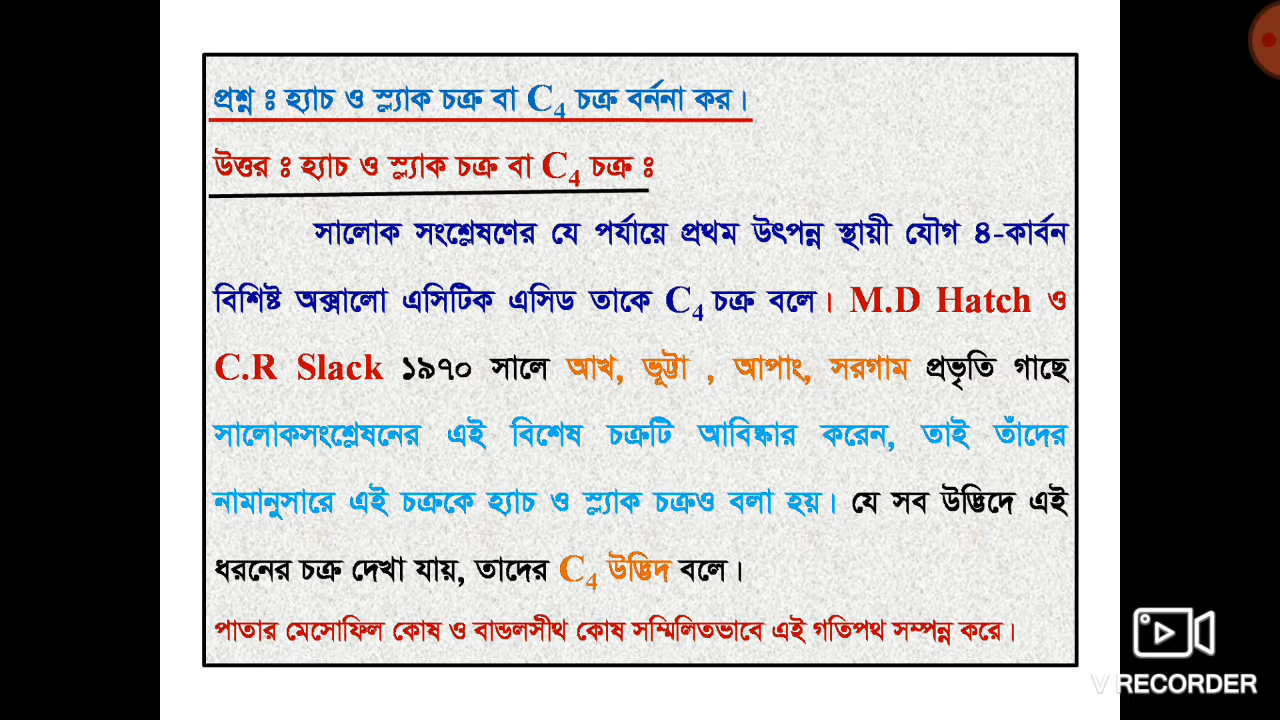 প্রশ্ন ঃ হ্যাচ ও স্ল্যাক চক্র বা C4 চক্র বর্ননা কর।
উত্তর ঃ হ্যাচ ও স্ল্যাক চক্র বা C4 চক্র ঃ
সালোক সংশ্লেষণের যে পর্যায়ে প্রথম উৎপন্ন স্থায়ী যৌগ ৪-কার্বন
বিশিষ্ট অক্সালো এসিটিক এসিড তাকে C4 চক্র বলে। M.D Hatch ও
C.R Slack ১৯৭০ সালে আখ, ভূট্টা , আপাং, সরগাম প্রভৃতি গাছে
সালোকসংশ্লেষনের এই বিশেষ চক্রটি আবিষ্কার করেন, তাই তাঁদের
নামানুসারে এই চক্রকে হ্যাচ ও স্ল্যাক চক্রও বলা হয়। যে সব উদ্ভিদে এই
ধরনের চক্র দেখা যায়, তাদের C4 উদ্ভিদ বলে।
পাতার মেসোফিল কোষ ও বান্ডলসীথ কোষ সম্মিলিতভাবে এই গতিপথ সম্পন্ন করে।
V RECORDER